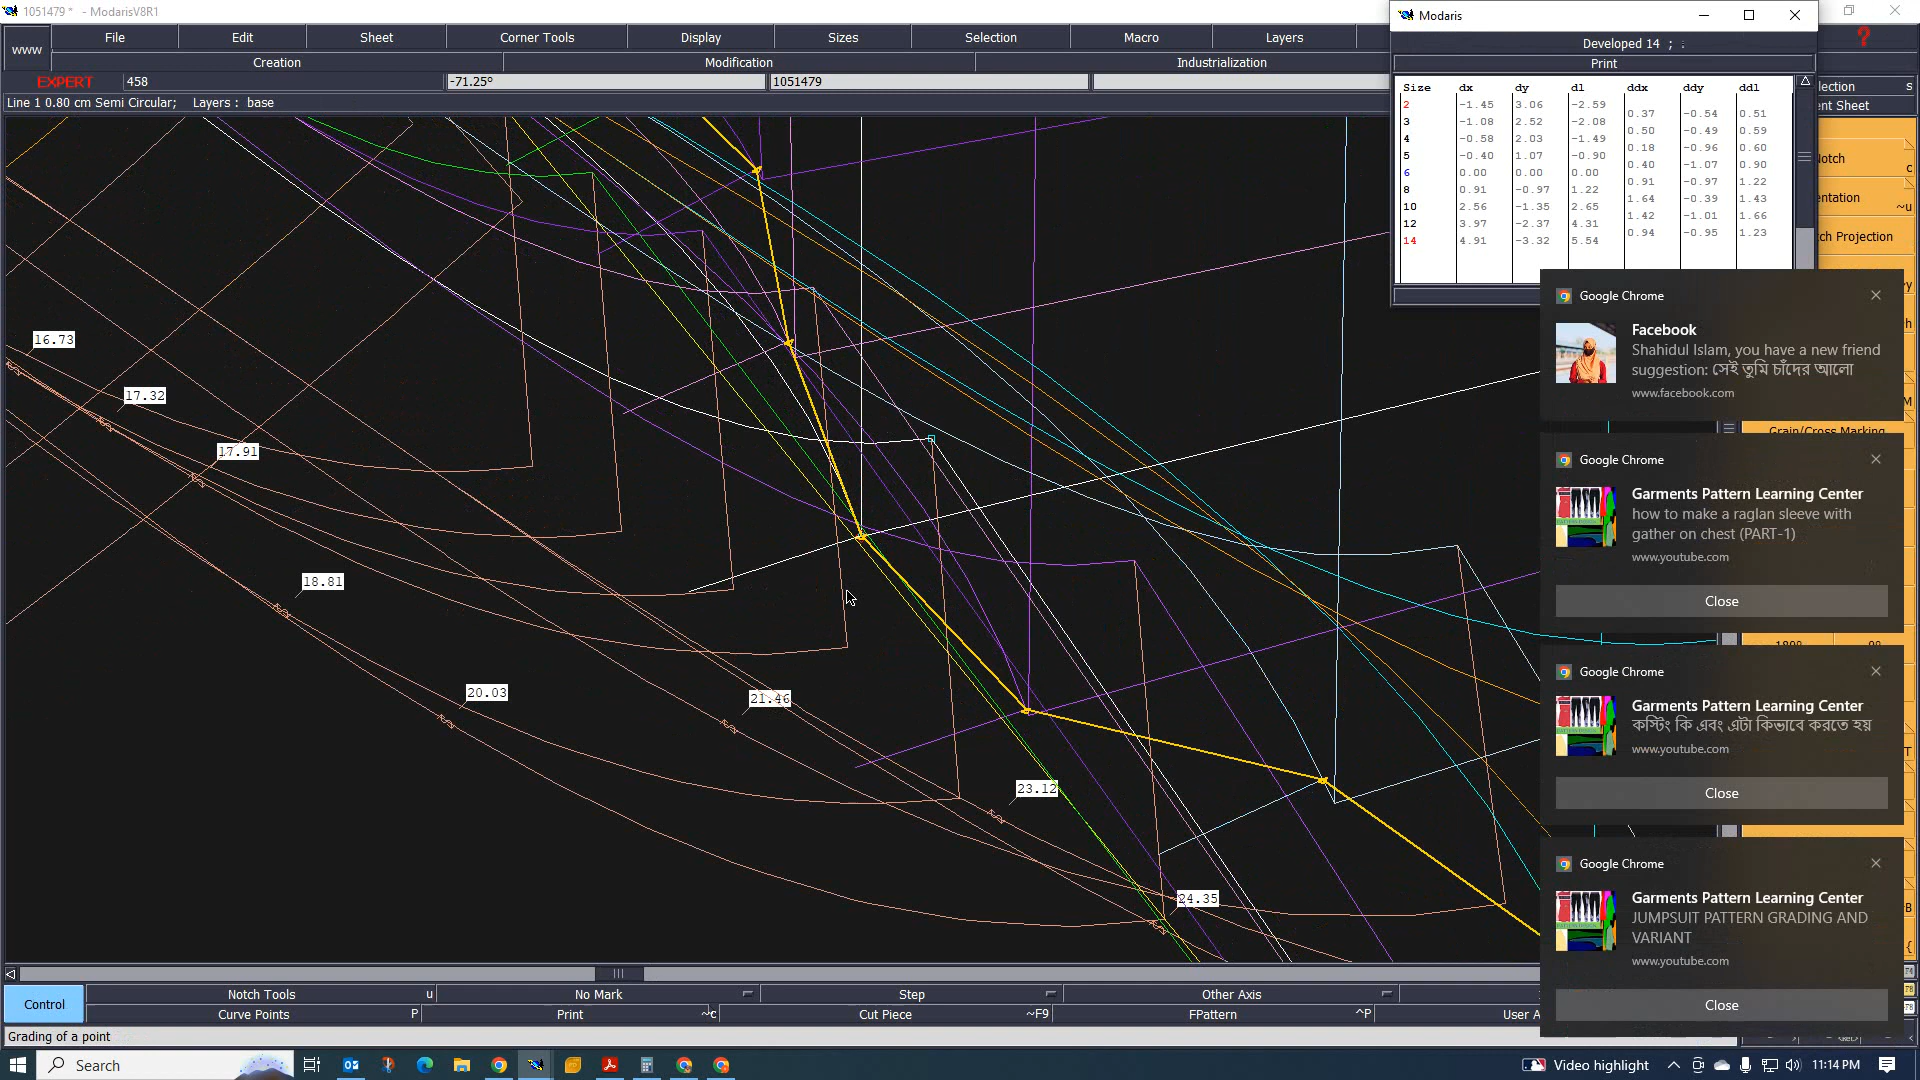 1051479 * - ModarisV8R1
Modaris
www
File
Edit
Sheet
Corner Tools
Display
Sizes
Selection
Macro
Layers
Developed 14 ; :
Print
Creation
Modification
Industrialization
EXPERT
458
-71.25°
1051479
Line 1 0.80 cm Semi Circular; Layers : base
Size dx dy dl ddx ddy ddl
2 -1.45 3.06 -2.59
0.37 -0.54 0.51
3 -1.08 2.52 -2.08
0.50 -0.49 0.59
4 -0.58 2.03 -1.49
0.18 -0.96 0.60
5 -0.40 1.07 -0.90
0.40 -1.07 0.90
6 0.00 0.00 0.00
0.91 -0.97 1.22
8 0.91 -0.97 1.22
1.64 -0.39 1.43
10 2.56 -1.35 2.65
1.42 -1.01 1.66
12 3.97 -2.37 4.31
0.94 -0.95 1.23
14 4.91 -3.32 5.54
lection s
nt Sheet
lotch
c
entation
~u
ch Projection
y
h
M
Grain/Cross Marking
T
B
{
16.73
17.32
17.91
18.81
20.03
21.46
23.12
24.35
Google Chrome
Facebook
Shahidul Islam, you have a new friend
suggestion: সেই তুমি চাঁদের আলো
www.facebook.com
Google Chrome
Garments Pattern Learning Center
how to make a raglan sleeve with
gather on chest (PART-1)
www.youtube.com
Close
Google Chrome
Garments Pattern Learning Center
কস্টিং কি এবং এটা কিভাবে করতে হয়
www.youtube.com
Close
Google Chrome
Garments Pattern Learning Center
JUMPSUIT PATTERN GRADING AND
VARIANT
www.youtube.com
Close
Control
Notch Tools u
No Mark
Step
Other Axis
Curve Points P
Print ~c
Cut Piece ~F9
FPattern ^P
User A
Grading of a point
Search
Video highlight
11:14 PM